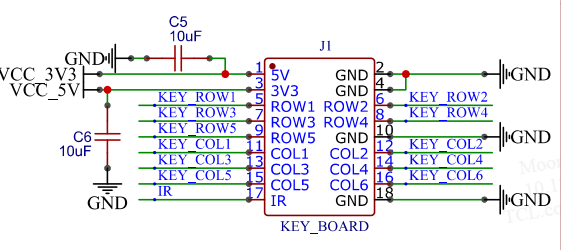 C5
10uF
J1
GND
VCC_3V3
VCC_5V
1 5V GND 2 GND
3 3V3 GND 4
KEY_ROW1 5 ROW1 ROW2 6 KEY_ROW2
KEY_ROW3 7 ROW3 ROW4 8 KEY_ROW4
KEY_ROW5 9 ROW5 GND 10 GND
KEY_COL1 11 COL1 COL2 12 KEY_COL2
KEY_COL3 13 COL3 COL4 14 KEY_COL4
KEY_COL5 15 COL5 COL6 16 KEY_COL6
IR 17 IR GND 18 GND
C6
10uF
GND
KEY_BOARD